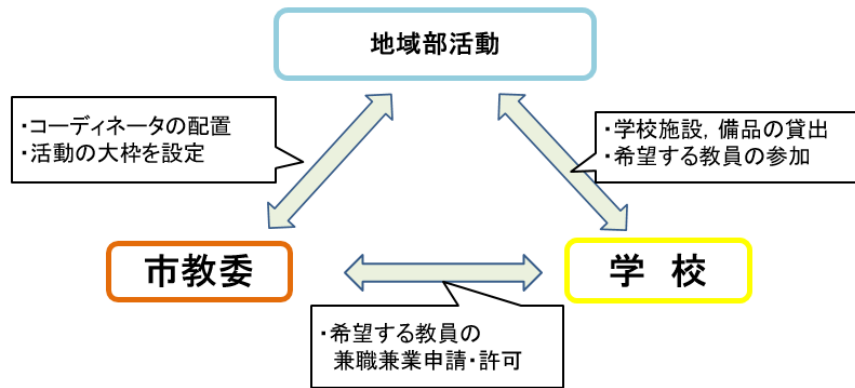 地域部活動
・コーディネータの配置
・活動の大枠を設定
・学校施設，備品の貸出
・希望する教員の参加
市教委
学　校
・希望する教員の
兼職兼業申請・許可